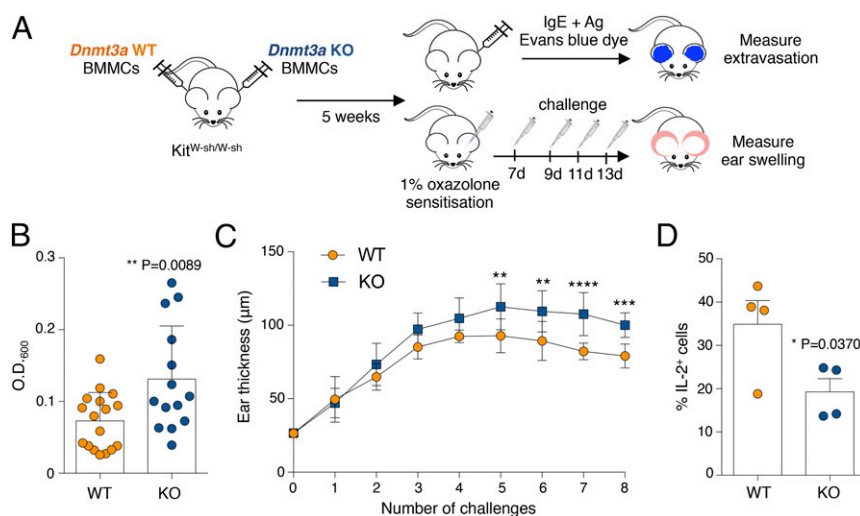 A
Dnmt3a WT
BMMCs
Dnmt3a KO
BMMCs
Kit^W-sh/W-sh
5 weeks
IgE + Ag
Evans blue dye
Measure
extravasation
1% oxazolone
sensitisation
challenge
7d 9d 11d 13d
Measure
ear swelling
B
** P=0.0089
O.D.-600
0.3
0.2
0.1
0
WT KO
C
WT
KO
Ear thickness (µm)
150
100
50
0
** ** **** ***
0 1 2 3 4 5 6 7 8
Number of challenges
D
* P=0.0370
% IL-2+ cells
50
40
30
20
10
0
WT KO